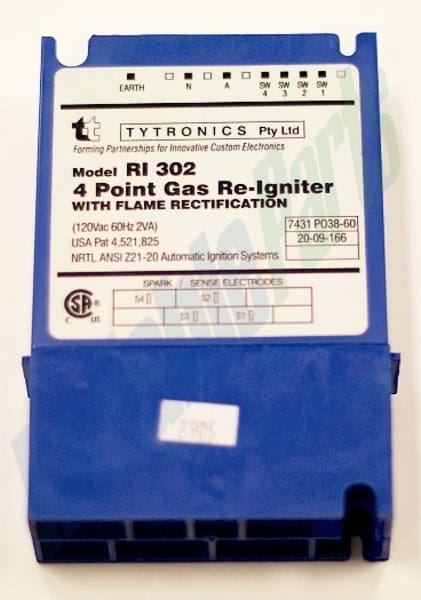 EARTH N A SW 4 SW 3 SW 2 SW 1
tt TYTRONICS Pty Ltd
Forming Partnerships for Innovative Custom Electronics
Model RI 302
4 Point Gas Re-Igniter
WITH FLAME RECTIFICATION
(120Vac 60Hz 2VA) 7431 P038-60
USA Pat 4,521,825 20-09-166
NRTL ANSI Z21-20 Automatic Ignition Systems
SPARK / SENSE ELECTRODES
S4 S2
S3 S1
C US